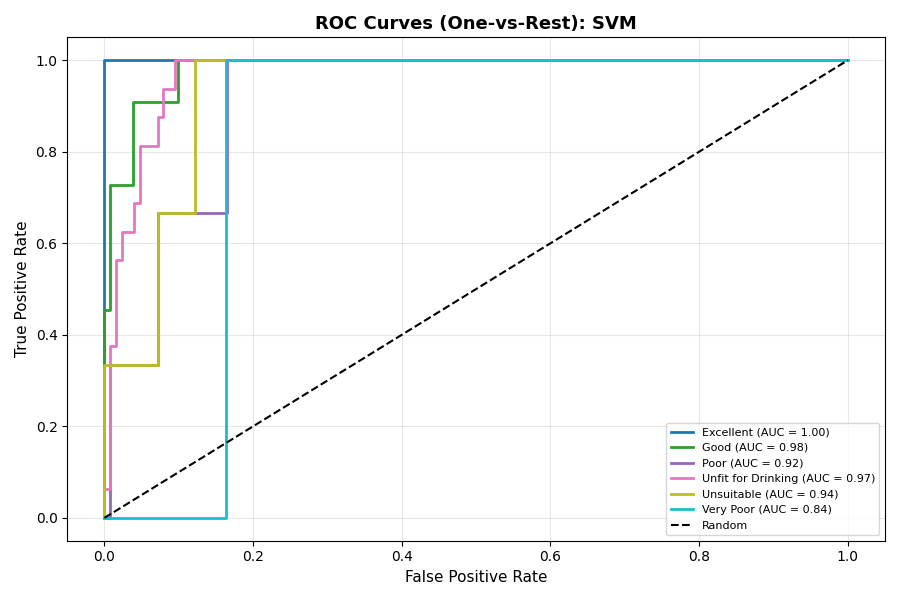 ROC Curves (One-vs-Rest): SVM
True Positive Rate
1.0
0.8
0.6
0.4
0.2
0.0
Excellent (AUC = 1.00)
Good (AUC = 0.98)
Poor (AUC = 0.92)
Unfit for Drinking (AUC = 0.97)
Unsuitable (AUC = 0.94)
Very Poor (AUC = 0.84)
Random
0.0 0.2 0.4 0.6 0.8 1.0
False Positive Rate